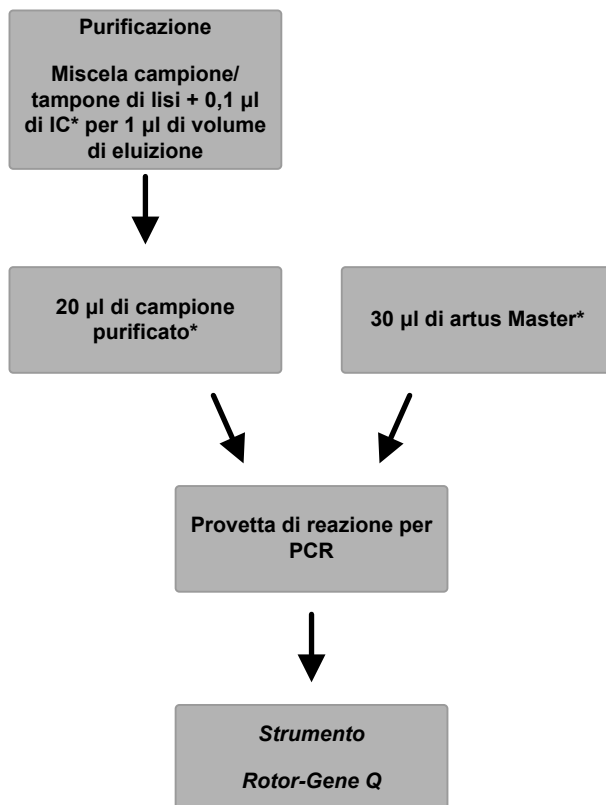 Purificazione
Miscela campione/
tampone di lisi + 0,1 µl
di IC* per 1 µl di volume
di eluizione
20 µl di campione
purificato*
30 µl di artus Master*
Provetta di reazione per
PCR
Strumento
Rotor-Gene Q